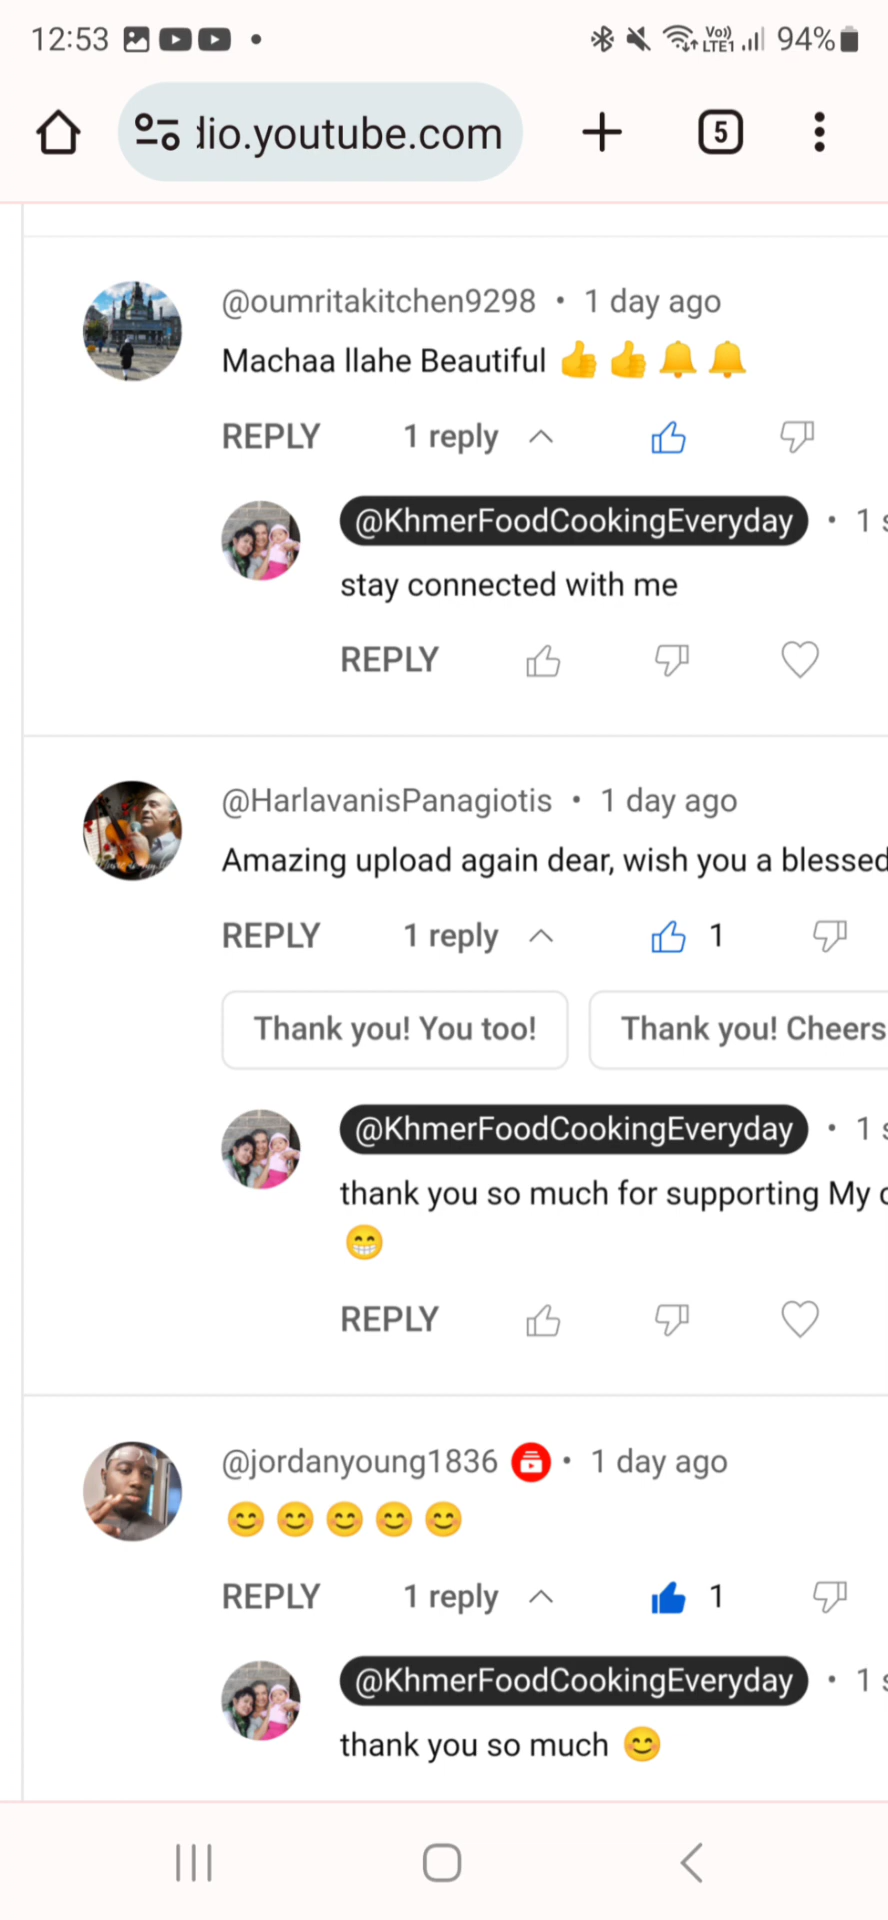 12:53 Vo)) LTE1 94%
dio.youtube.com 5
@oumritakitchen9298 • 1 day ago
Machaa llahe Beautiful 👍👍🔔🔔
REPLY 1 reply
@KhmerFoodCookingEveryday • 1 s
stay connected with me
REPLY
@HarlavanisPanagiotis • 1 day ago
Amazing upload again dear, wish you a blessed
REPLY 1 reply 1
Thank you! You too! Thank you! Cheers
@KhmerFoodCookingEveryday • 1 s
thank you so much for supporting My c
😁
REPLY
@jordanyoung1836 • 1 day ago
😊😊😊😊😊
REPLY 1 reply 1
@KhmerFoodCookingEveryday • 1 s
thank you so much 😊